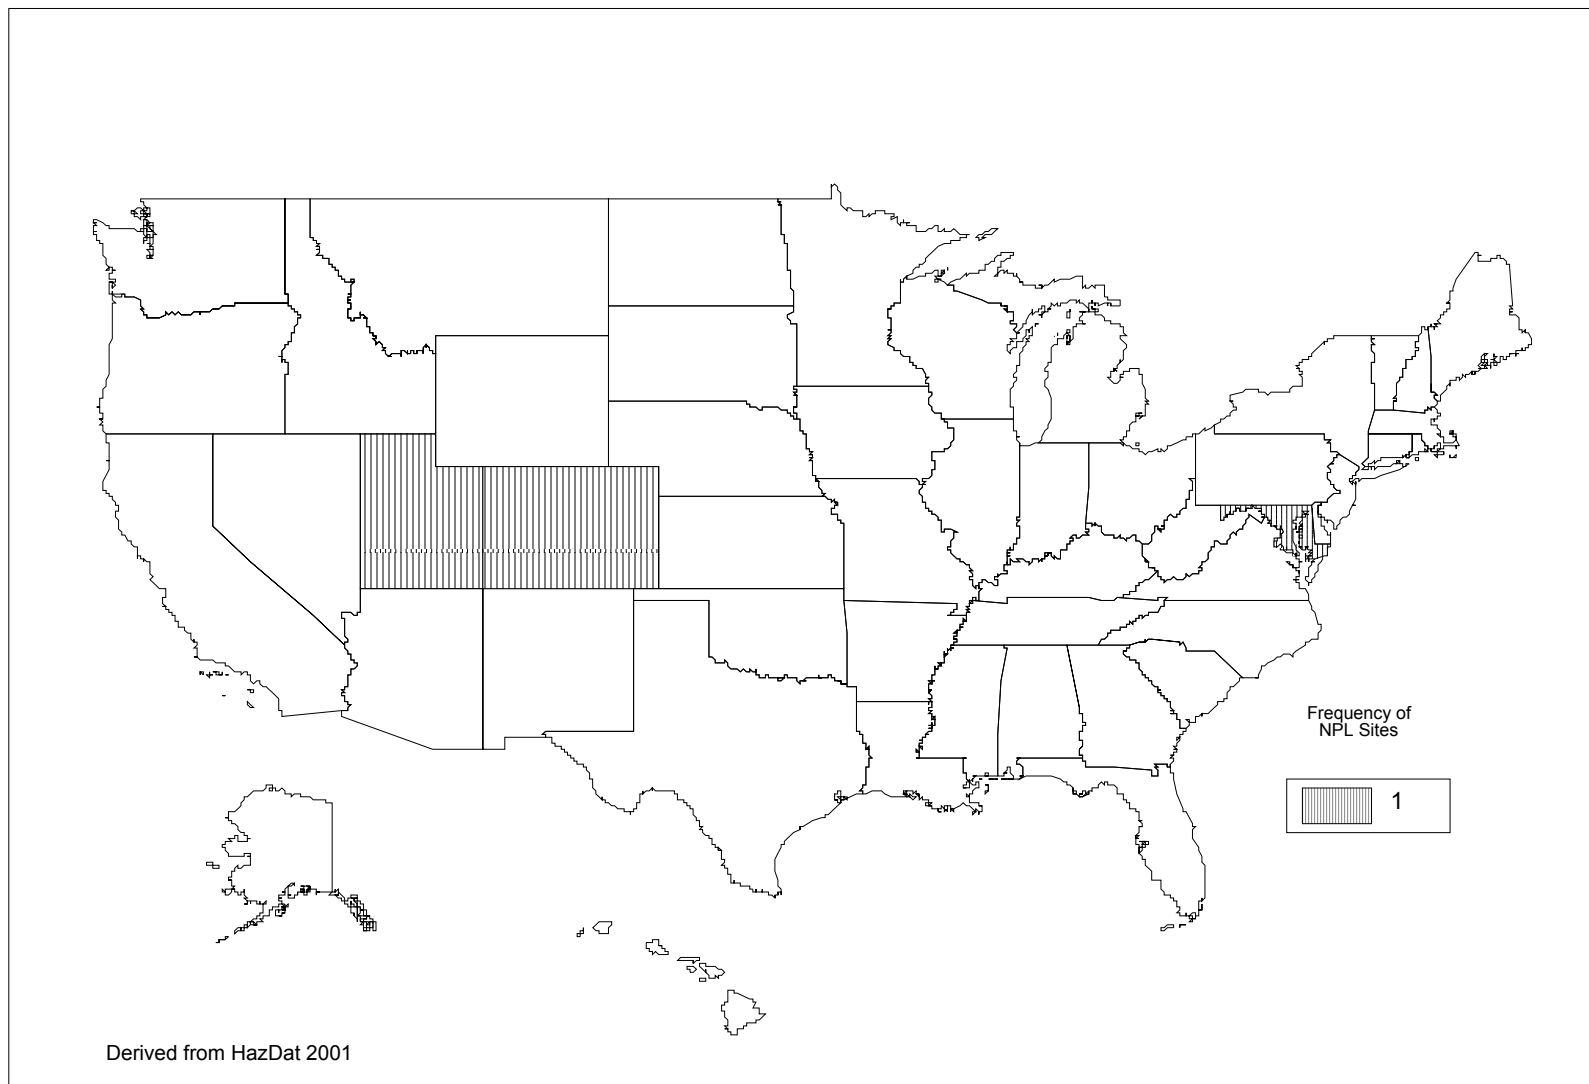 Frequency of
NPL Sites
1
Derived from HazDat 2001